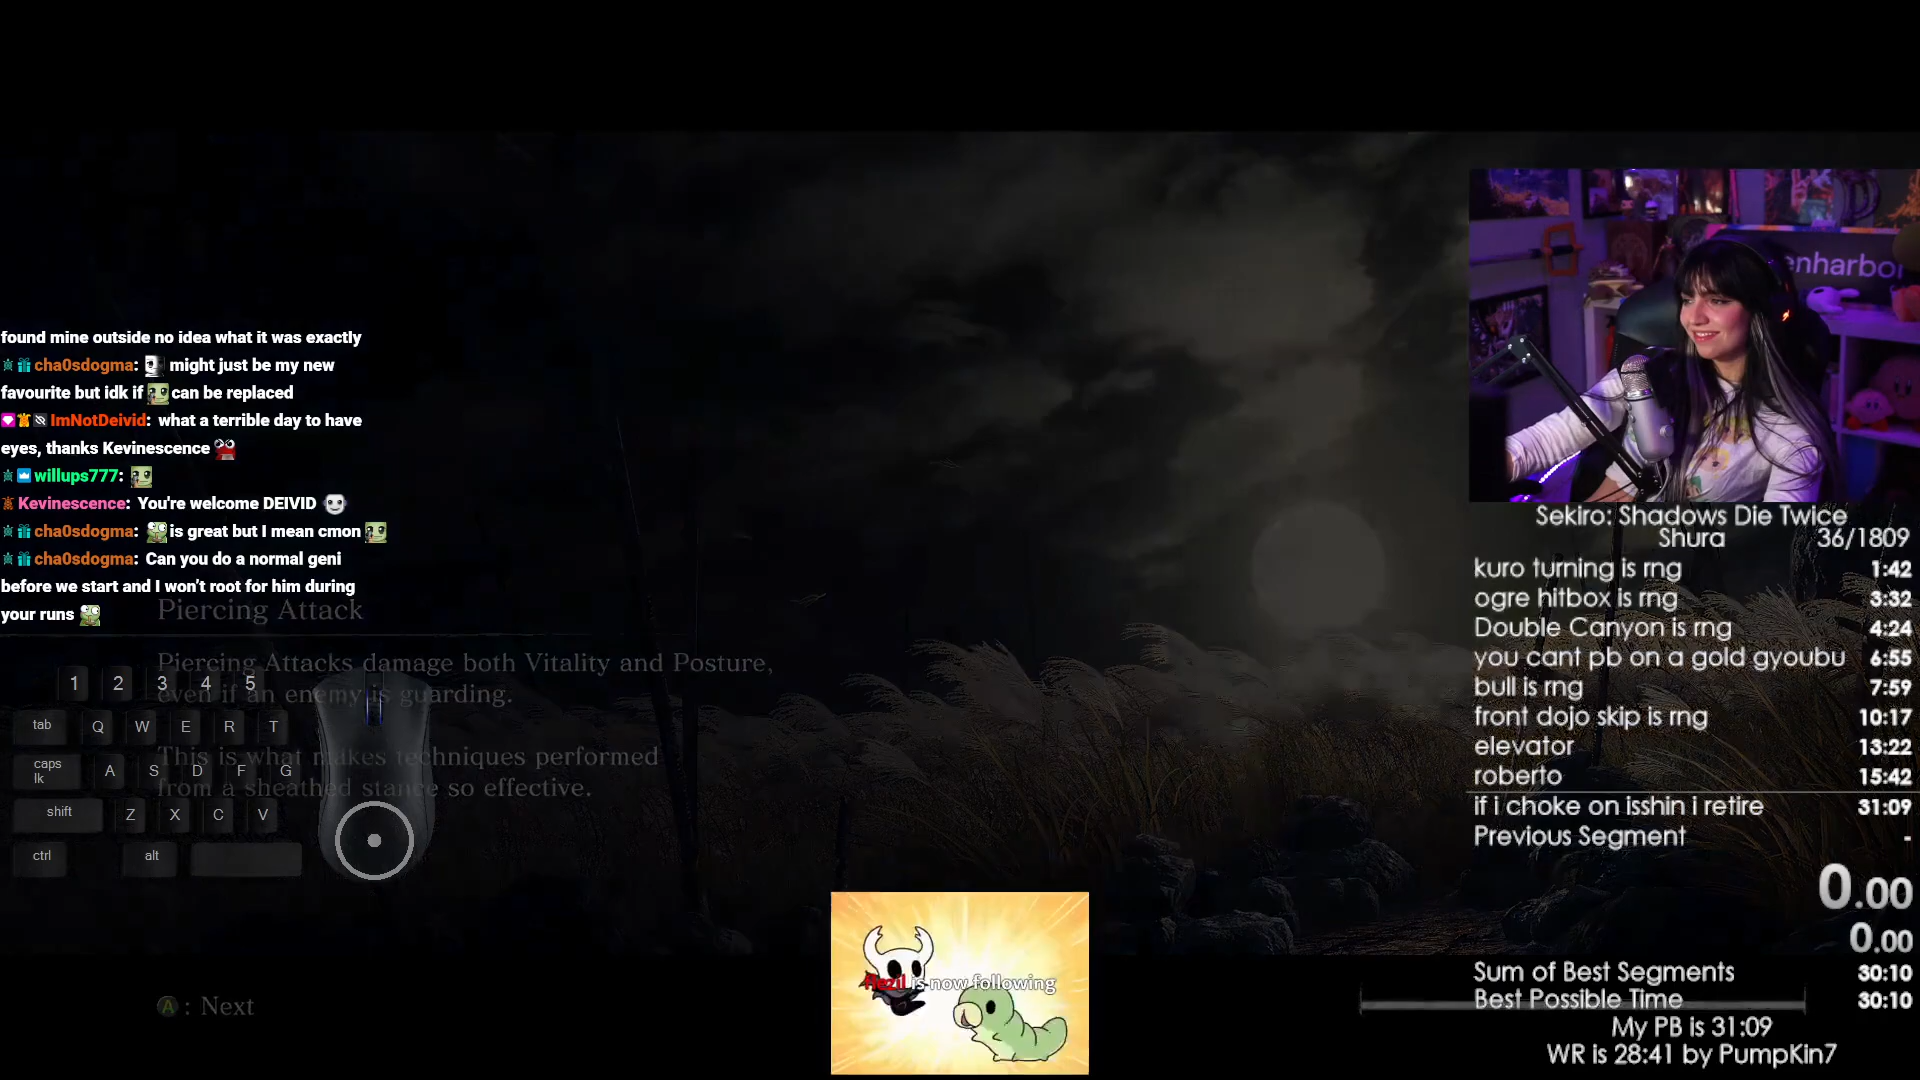 found mine outside no idea what it was exactly
cha0sdogma: might just be my new
favourite but idk if can be replaced
ImNotDeivid: what a terrible day to have
eyes, thanks Kevinescence
willups777:
Kevinescence: You're welcome DEIVID
cha0sdogma: is great but I mean cmon
cha0sdogma: Can you do a normal geni
before we start and I won't root for him during
your runs
Piercing Attack
Piercing Attacks damage both Vitality and Posture,
even if an enemy is guarding.
This is what makes techniques performed
from a sheathed stance so effective.
1 2 3 4 5
tab Q W E R T
caps
lk A S D F G
shift Z X C V
ctrl alt
A : Next
flezil is now following
enharbor
Sekiro: Shadows Die Twice
Shura 36/1809
kuro turning is rng 1:42
ogre hitbox is rng 3:32
Double Canyon is rng 4:24
you cant pb on a gold gyoubu 6:55
bull is rng 7:59
front dojo skip is rng 10:17
elevator 13:22
roberto 15:42
if i choke on isshin i retire 31:09
Previous Segment -
0.00
0.00
Sum of Best Segments 30:10
Best Possible Time 30:10
My PB is 31:09
WR is 28:41 by PumpKin7